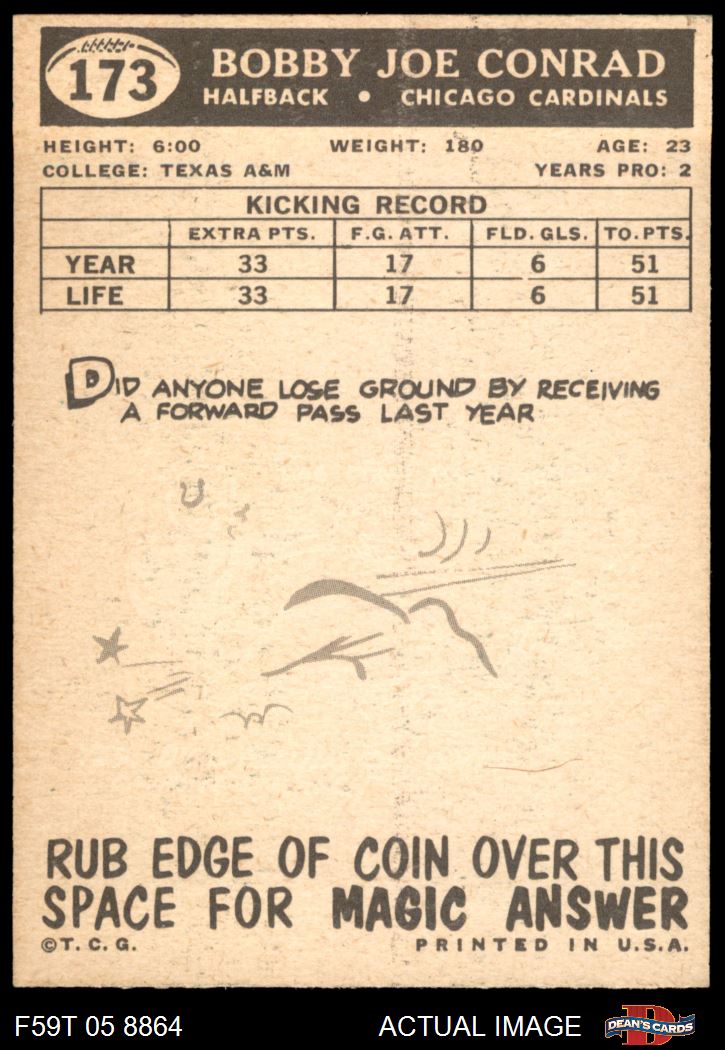 173
BOBBY JOE CONRAD
HALFBACK • CHICAGO CARDINALS
HEIGHT: 6:00 WEIGHT: 180 AGE: 23
COLLEGE: TEXAS A&M YEARS PRO: 2
KICKING RECORD
EXTRA PTS. F.G. ATT. FLD. GLS. TO. PTS.
YEAR 33 17 6 51
LIFE 33 17 6 51
DID ANYONE LOSE GROUND BY RECEIVING
A FORWARD PASS LAST YEAR
RUB EDGE OF COIN OVER THIS
SPACE FOR MAGIC ANSWER
©T.C.G. PRINTED IN U.S.A.
F59T 05 8864 ACTUAL IMAGE
DEAN'S CARDS